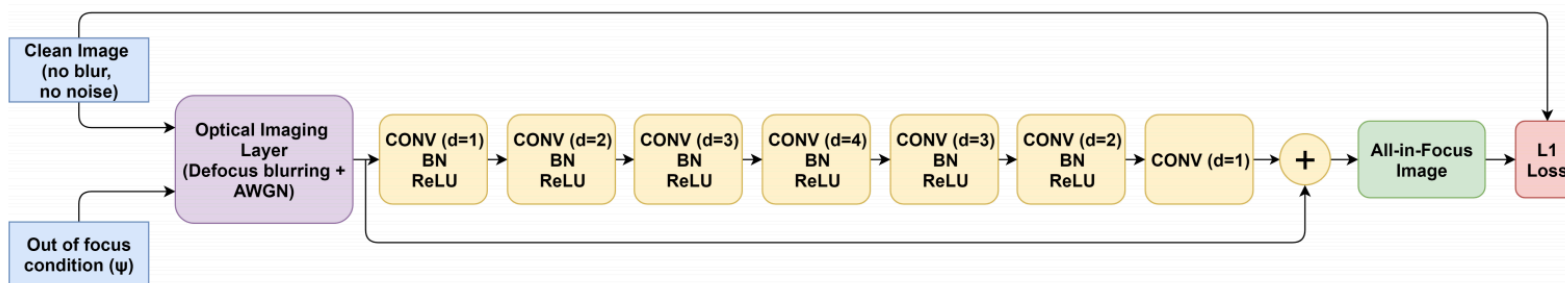 Clean Image
(no blur,
no noise)
Out of focus
condition (ψ)
Optical Imaging
Layer
(Defocus blurring +
AWGN)
CONV (d=1)
BN
ReLU
CONV (d=2)
BN
ReLU
CONV (d=3)
BN
ReLU
CONV (d=4)
BN
ReLU
CONV (d=3)
BN
ReLU
CONV (d=2)
BN
ReLU
CONV (d=1)
+
All-in-Focus
Image
L1
Loss